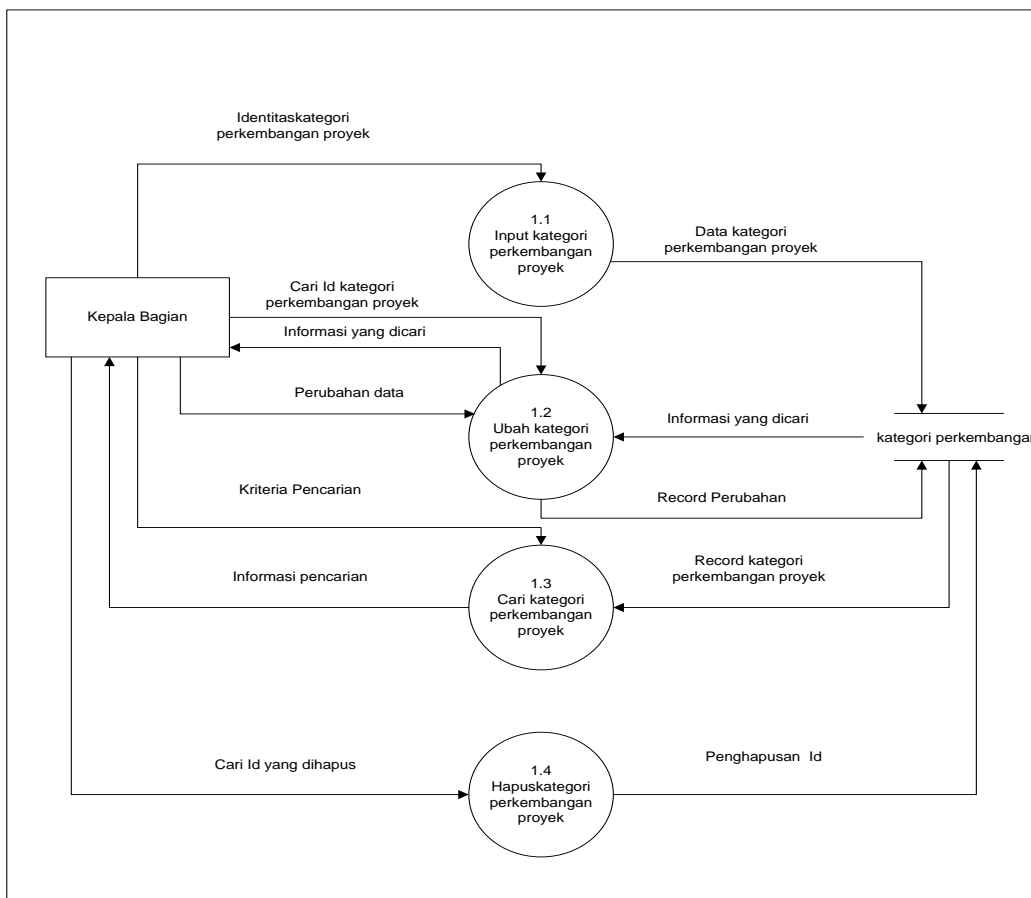 Identitaskategori
perkembangan proyek
1.1
Input kategori
perkembangan
proyek
Data kategori
perkembangan proyek
Kepala Bagian
Cari Id kategori
perkembangan proyek
Informasi yang dicari
Perubahan data
1.2
Ubah kategori
perkembangan
proyek
Informasi yang dicari
kategori perkembangan
Kriteria Pencarian
Record Perubahan
Informasi pencarian
1.3
Cari kategori
perkembangan
proyek
Record kategori
perkembangan proyek
Cari Id yang dihapus
1.4
Hapuskategori
perkembangan
proyek
Penghapusan Id